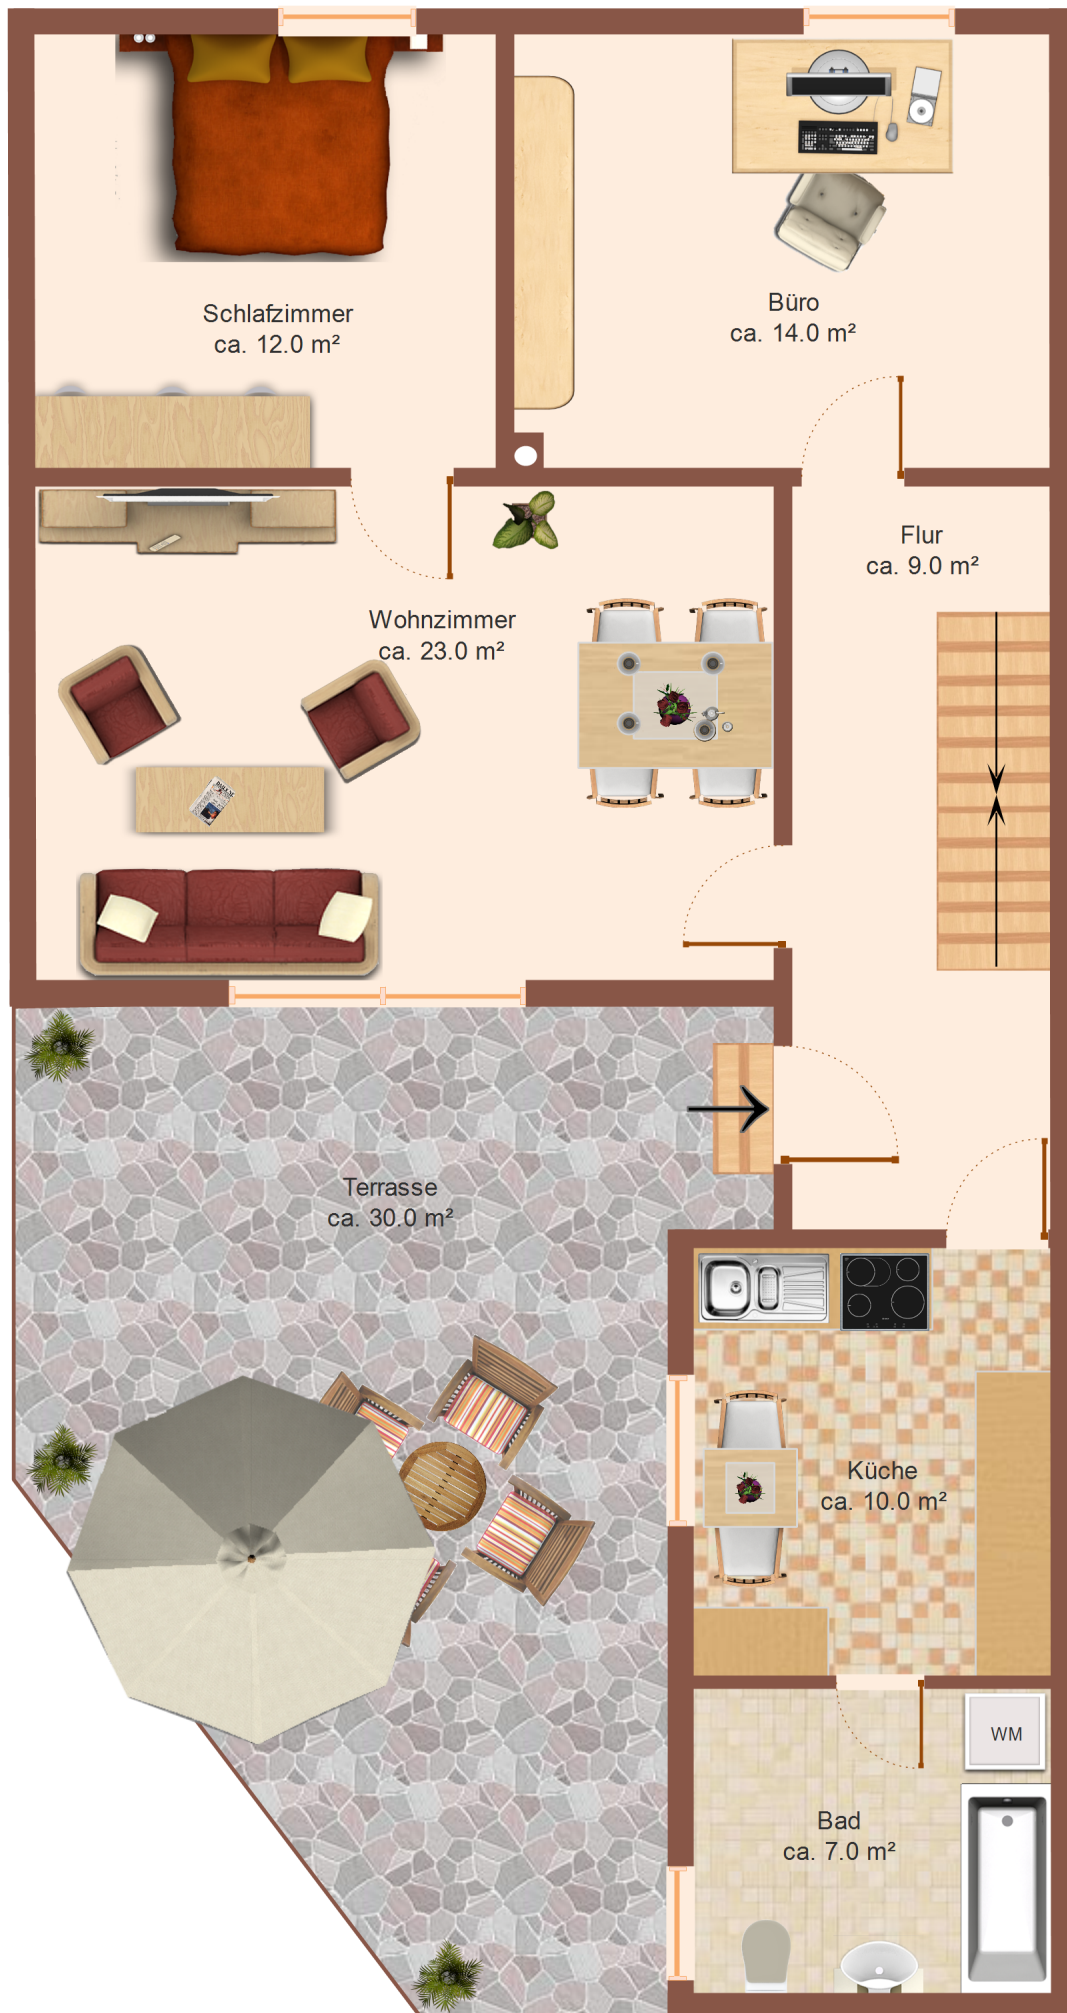 Schlafzimmer
ca. 12.0 m²
Büro
ca. 14.0 m²
Flur
ca. 9.0 m²
Wohnzimmer
ca. 23.0 m²
Terrasse
ca. 30.0 m²
Küche
ca. 10.0 m²
WM
Bad
ca. 7.0 m²